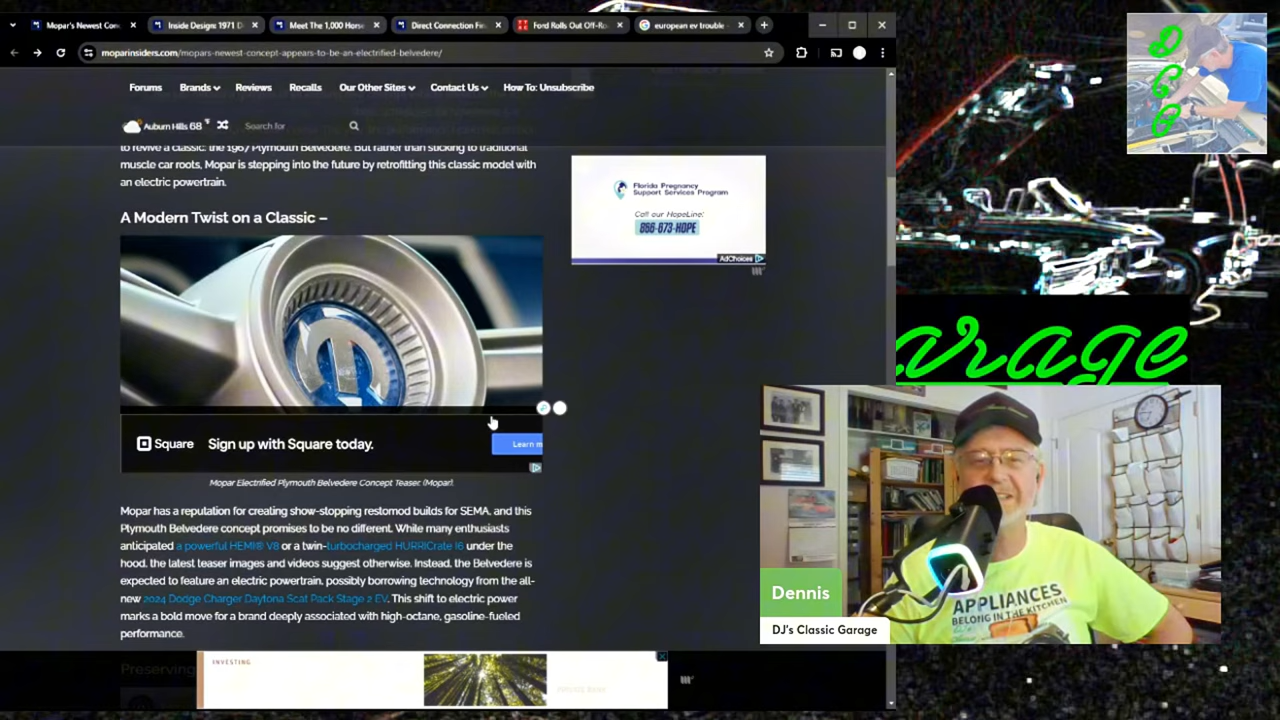 Mopar's Newest Conc
Inside Design: 1971 D
Meet The 1,000 Horse
Direct Connection Fi
Ford Rolls Out Off-Ro
european ev trouble -
moparinsiders.com/mopars-newest-concept-appears-to-be-an-electrified-belvedere/
Forums
Brands
Reviews
Recalls
Our Other Sites
Contact Us
How To: Unsubscribe
Auburn Hills 68
Search for
to revive a classic: the 1967 Plymouth Belvedere. But rather than sticking to traditional
muscle car roots, Mopar is stepping into the future by retrofitting this classic model with
an electric powertrain.
A Modern Twist on a Classic –
Florida Pregnancy
Support Services Program
Call our HopeLine:
866-673-HOPE
AdChoices
Square
Sign up with Square today.
Learn m
Mopar Electrified Plymouth Belvedere Concept Teaser. (Mopar).
Mopar has a reputation for creating show-stopping restomod builds for SEMA, and this
Plymouth Belvedere concept promises to be no different. While many enthusiasts
anticipated a powerful HEMI® V8 or a twin-turbocharged HURRICrate I6 under the
hood, the latest teaser images and videos suggest otherwise. Instead, the Belvedere is
expected to feature an electric powertrain, possibly borrowing technology from the all-
new 2024 Dodge Charger Daytona Scat Pack Stage 2 EV. This shift to electric power
marks a bold move for a brand deeply associated with high-octane, gasoline-fueled
performance.
Preserving
INVESTING
DCG
arage
APPLIANCES
BELONG IN THE KITCHEN
Dennis
DJ's Classic Garage